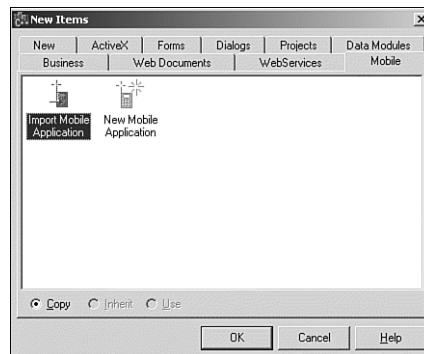 New Items
New ActiveX Forms Dialogs Projects Data Modules
Business Web Documents WebServices Mobile
Import Mobile Application
New Mobile Application
Copy Inherit Use
OK Cancel Help